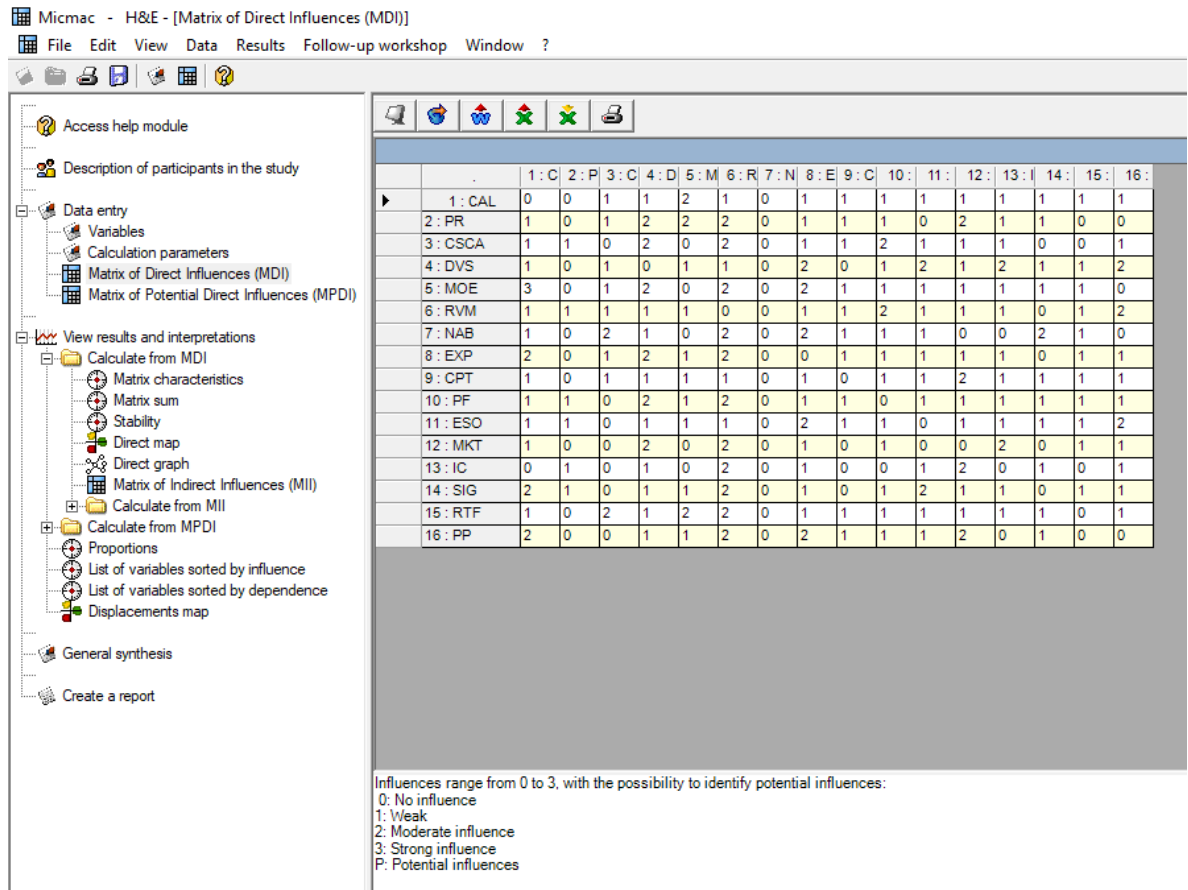 Micmac - H&E - [Matrix of Direct Influences (MDI)]
File Edit View Data Results Follow-up workshop Window ?
Access help module
Description of participants in the study
Data entry
Variables
Calculation parameters
Matrix of Direct Influences (MDI)
Matrix of Potential Direct Influences (MPDI)
View results and interpretations
Calculate from MDI
Matrix characteristics
Matrix sum
Stability
Direct map
Direct graph
Matrix of Indirect Influences (MII)
Calculate from MII
Calculate from MPDI
Proportions
List of variables sorted by influence
List of variables sorted by dependence
Displacements map
General synthesis
Create a report
. 1 : C 2 : P 3 : C 4 : D 5 : M 6 : R 7 : N 8 : E 9 : C 10 : 11 : 12 : 13 : I 14 : 15 : 16 :
1 : CAL 0 0 1 1 2 1 0 1 1 1 1 1 1 1 1 1
2 : PR 1 0 1 2 2 2 0 1 1 1 0 2 1 1 0 0
3 : CSCA 1 1 0 2 0 2 0 1 1 2 1 1 1 0 0 1
4 : DVS 1 0 1 0 1 1 0 2 0 1 2 1 2 1 1 2
5 : MOE 3 0 1 2 0 2 0 2 1 1 1 1 1 1 1 0
6 : RVM 1 1 1 1 1 0 0 1 1 2 1 1 1 0 1 2
7 : NAB 1 0 2 1 0 2 0 2 1 1 1 0 0 2 1 0
8 : EXP 2 0 1 2 1 2 0 0 1 1 1 1 1 0 1 1
9 : CPT 1 0 1 1 1 1 0 1 0 1 1 2 1 1 1 1
10 : PF 1 1 0 2 1 2 0 1 1 0 1 1 1 1 1 1
11 : ESO 1 1 0 1 1 1 0 2 1 1 0 1 1 1 1 2
12 : MKT 1 0 0 2 0 2 0 1 0 1 0 0 2 0 1 1
13 : IC 0 1 0 1 0 2 0 1 0 0 1 2 0 1 0 1
14 : SIG 2 1 0 1 1 2 0 1 0 1 2 1 1 0 1 1
15 : RTF 1 0 2 1 2 2 0 1 1 1 1 1 1 1 0 1
16 : PP 2 0 0 1 1 2 0 2 1 1 1 2 0 1 0 0
Influences range from 0 to 3, with the possibility to identify potential influences:
0: No influence
1: Weak
2: Moderate influence
3: Strong influence
P: Potential influences